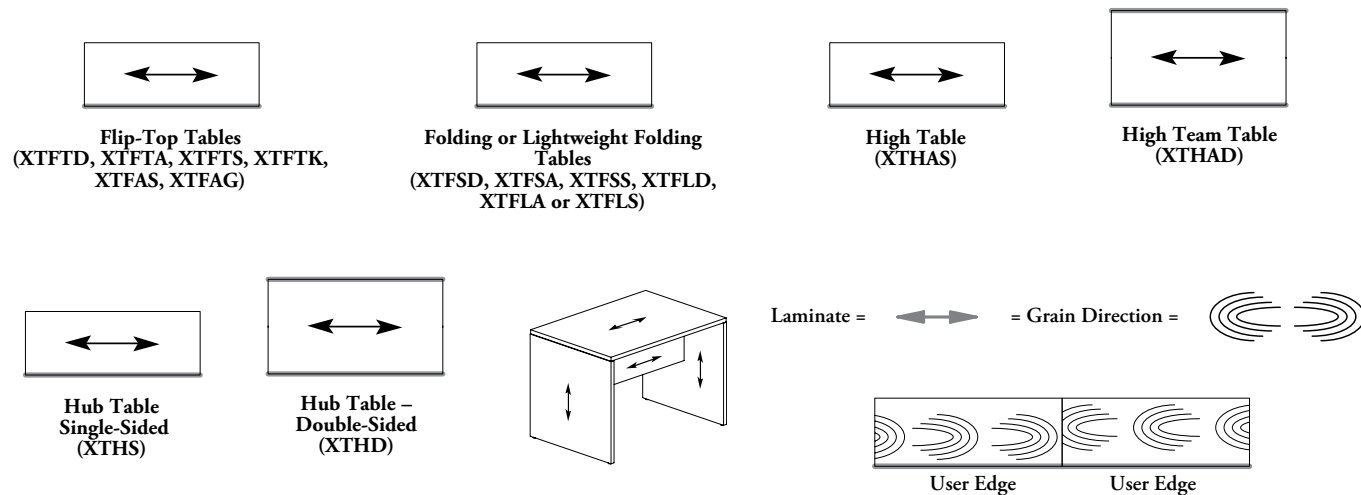 Flip-Top Tables
(XTFTD, XTFTA, XTFTS, XTFTK,
XTFAS, XTFAG)
Folding or Lightweight Folding
Tables
(XTFSD, XTFSA, XTFSS, XTFLD,
XTFLA or XTFLS)
High Table
(XTHAS)
High Team Table
(XTHAD)
Hub Table
Single-Sided
(XTHS)
Hub Table –
Double-Sided
(XTHD)
Laminate = = Grain Direction =
User Edge User Edge